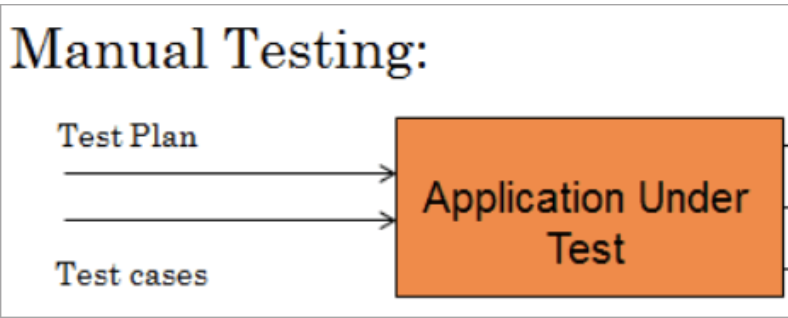 Manual Testing:
Test Plan
Application Under
Test
Test cases